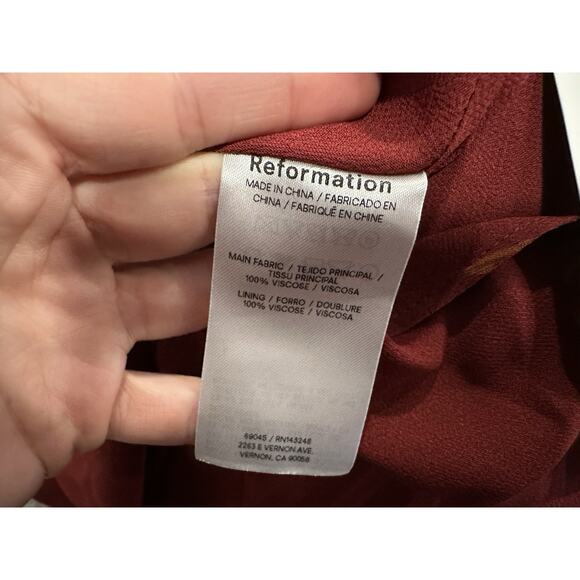 Reformation
MADE IN CHINA / FABRICADO EN
CHINA / FABRIQUÉ EN CHINE
MAIN FABRIC / TEJIDO PRINCIPAL /
TISSU PRINCIPAL
100% VISCOSE / VISCOSA
LINING / FORRO / DOUBLURE
100% VISCOSE / VISCOSA
69045 / RN143248
2263 E VERNON AVE.
VERNON, CA 90058